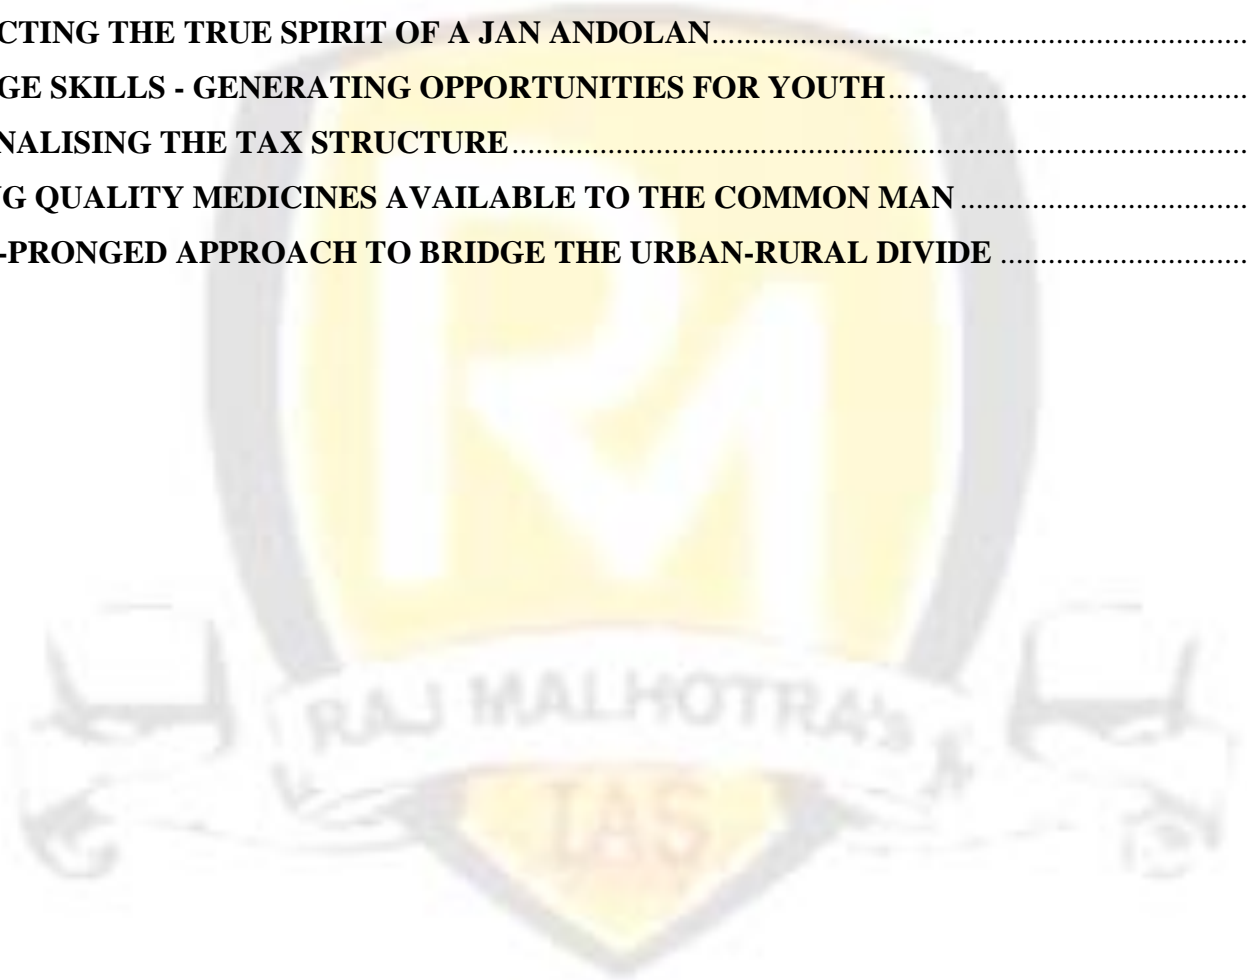 CTING THE TRUE SPIRIT OF A JAN ANDOLAN........................................................................
GE SKILLS - GENERATING OPPORTUNITIES FOR YOUTH................................................
NALISING THE TAX STRUCTURE..............................................................................................
G QUALITY MEDICINES AVAILABLE TO THE COMMON MAN ......................................
-PRONGED APPROACH TO BRIDGE THE URBAN-RURAL DIVIDE .................................
RM
RAJ MALHOTRA's
IAS